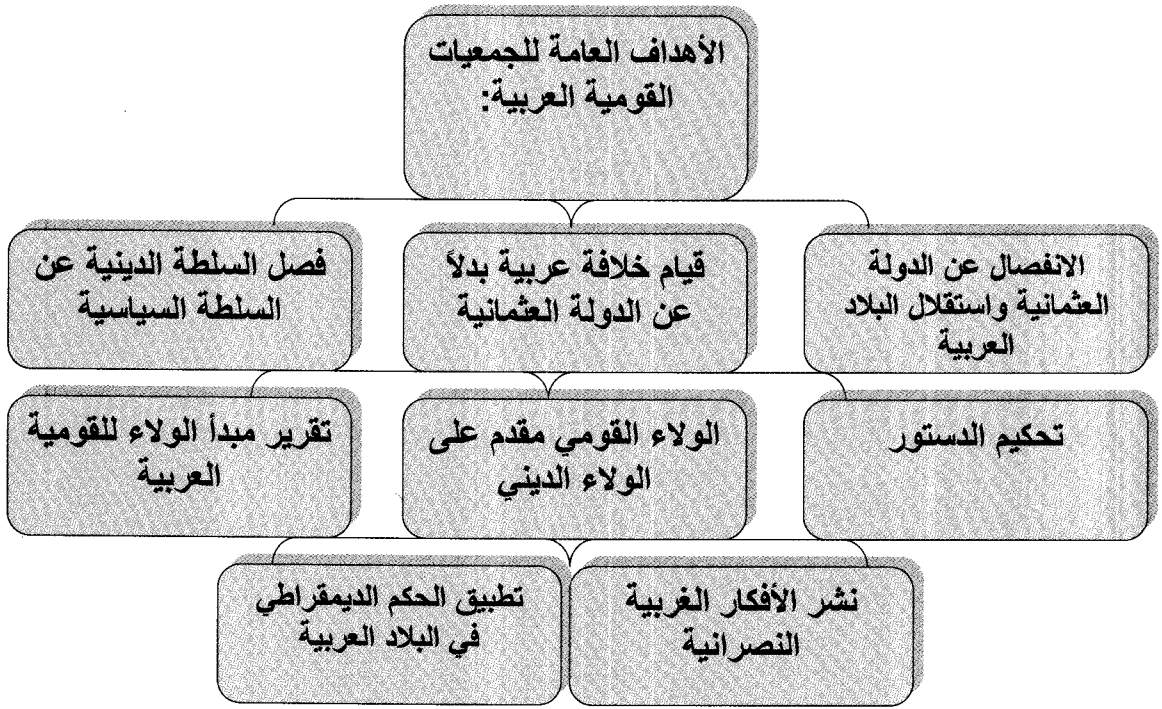 الأهداف العامة للجمعيات
القومية العربية:
الانفصال عن الدولة
العثمانية واستقلال البلاد
العربية
قيام خلافة عربية بدلاً
عن الدولة العثمانية
فصل السلطة الدينية عن
السلطة السياسية
تحكيم الدستور
الولاء القومي مقدم على
الولاء الديني
تقرير مبدأ الولاء للقومية
العربية
نشر الأفكار الغربية
النصرانية
تطبيق الحكم الديمقراطي
في البلاد العربية